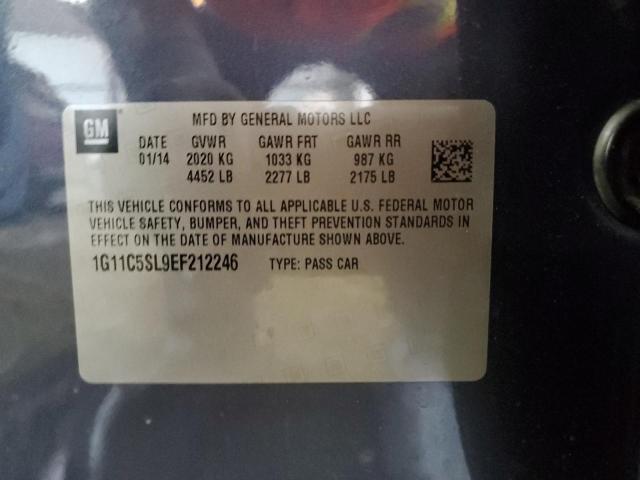 GM
MFD BY GENERAL MOTORS LLC
DATE GVWR GAWR FRT GAWR RR
01/14 2020 KG 1033 KG 987 KG
4452 LB 2277 LB 2175 LB
THIS VEHICLE CONFORMS TO ALL APPLICABLE U.S. FEDERAL MOTOR
VEHICLE SAFETY, BUMPER, AND THEFT PREVENTION STANDARDS IN
EFFECT ON THE DATE OF MANUFACTURE SHOWN ABOVE.
1G11C5SL9EF212246 TYPE: PASS CAR